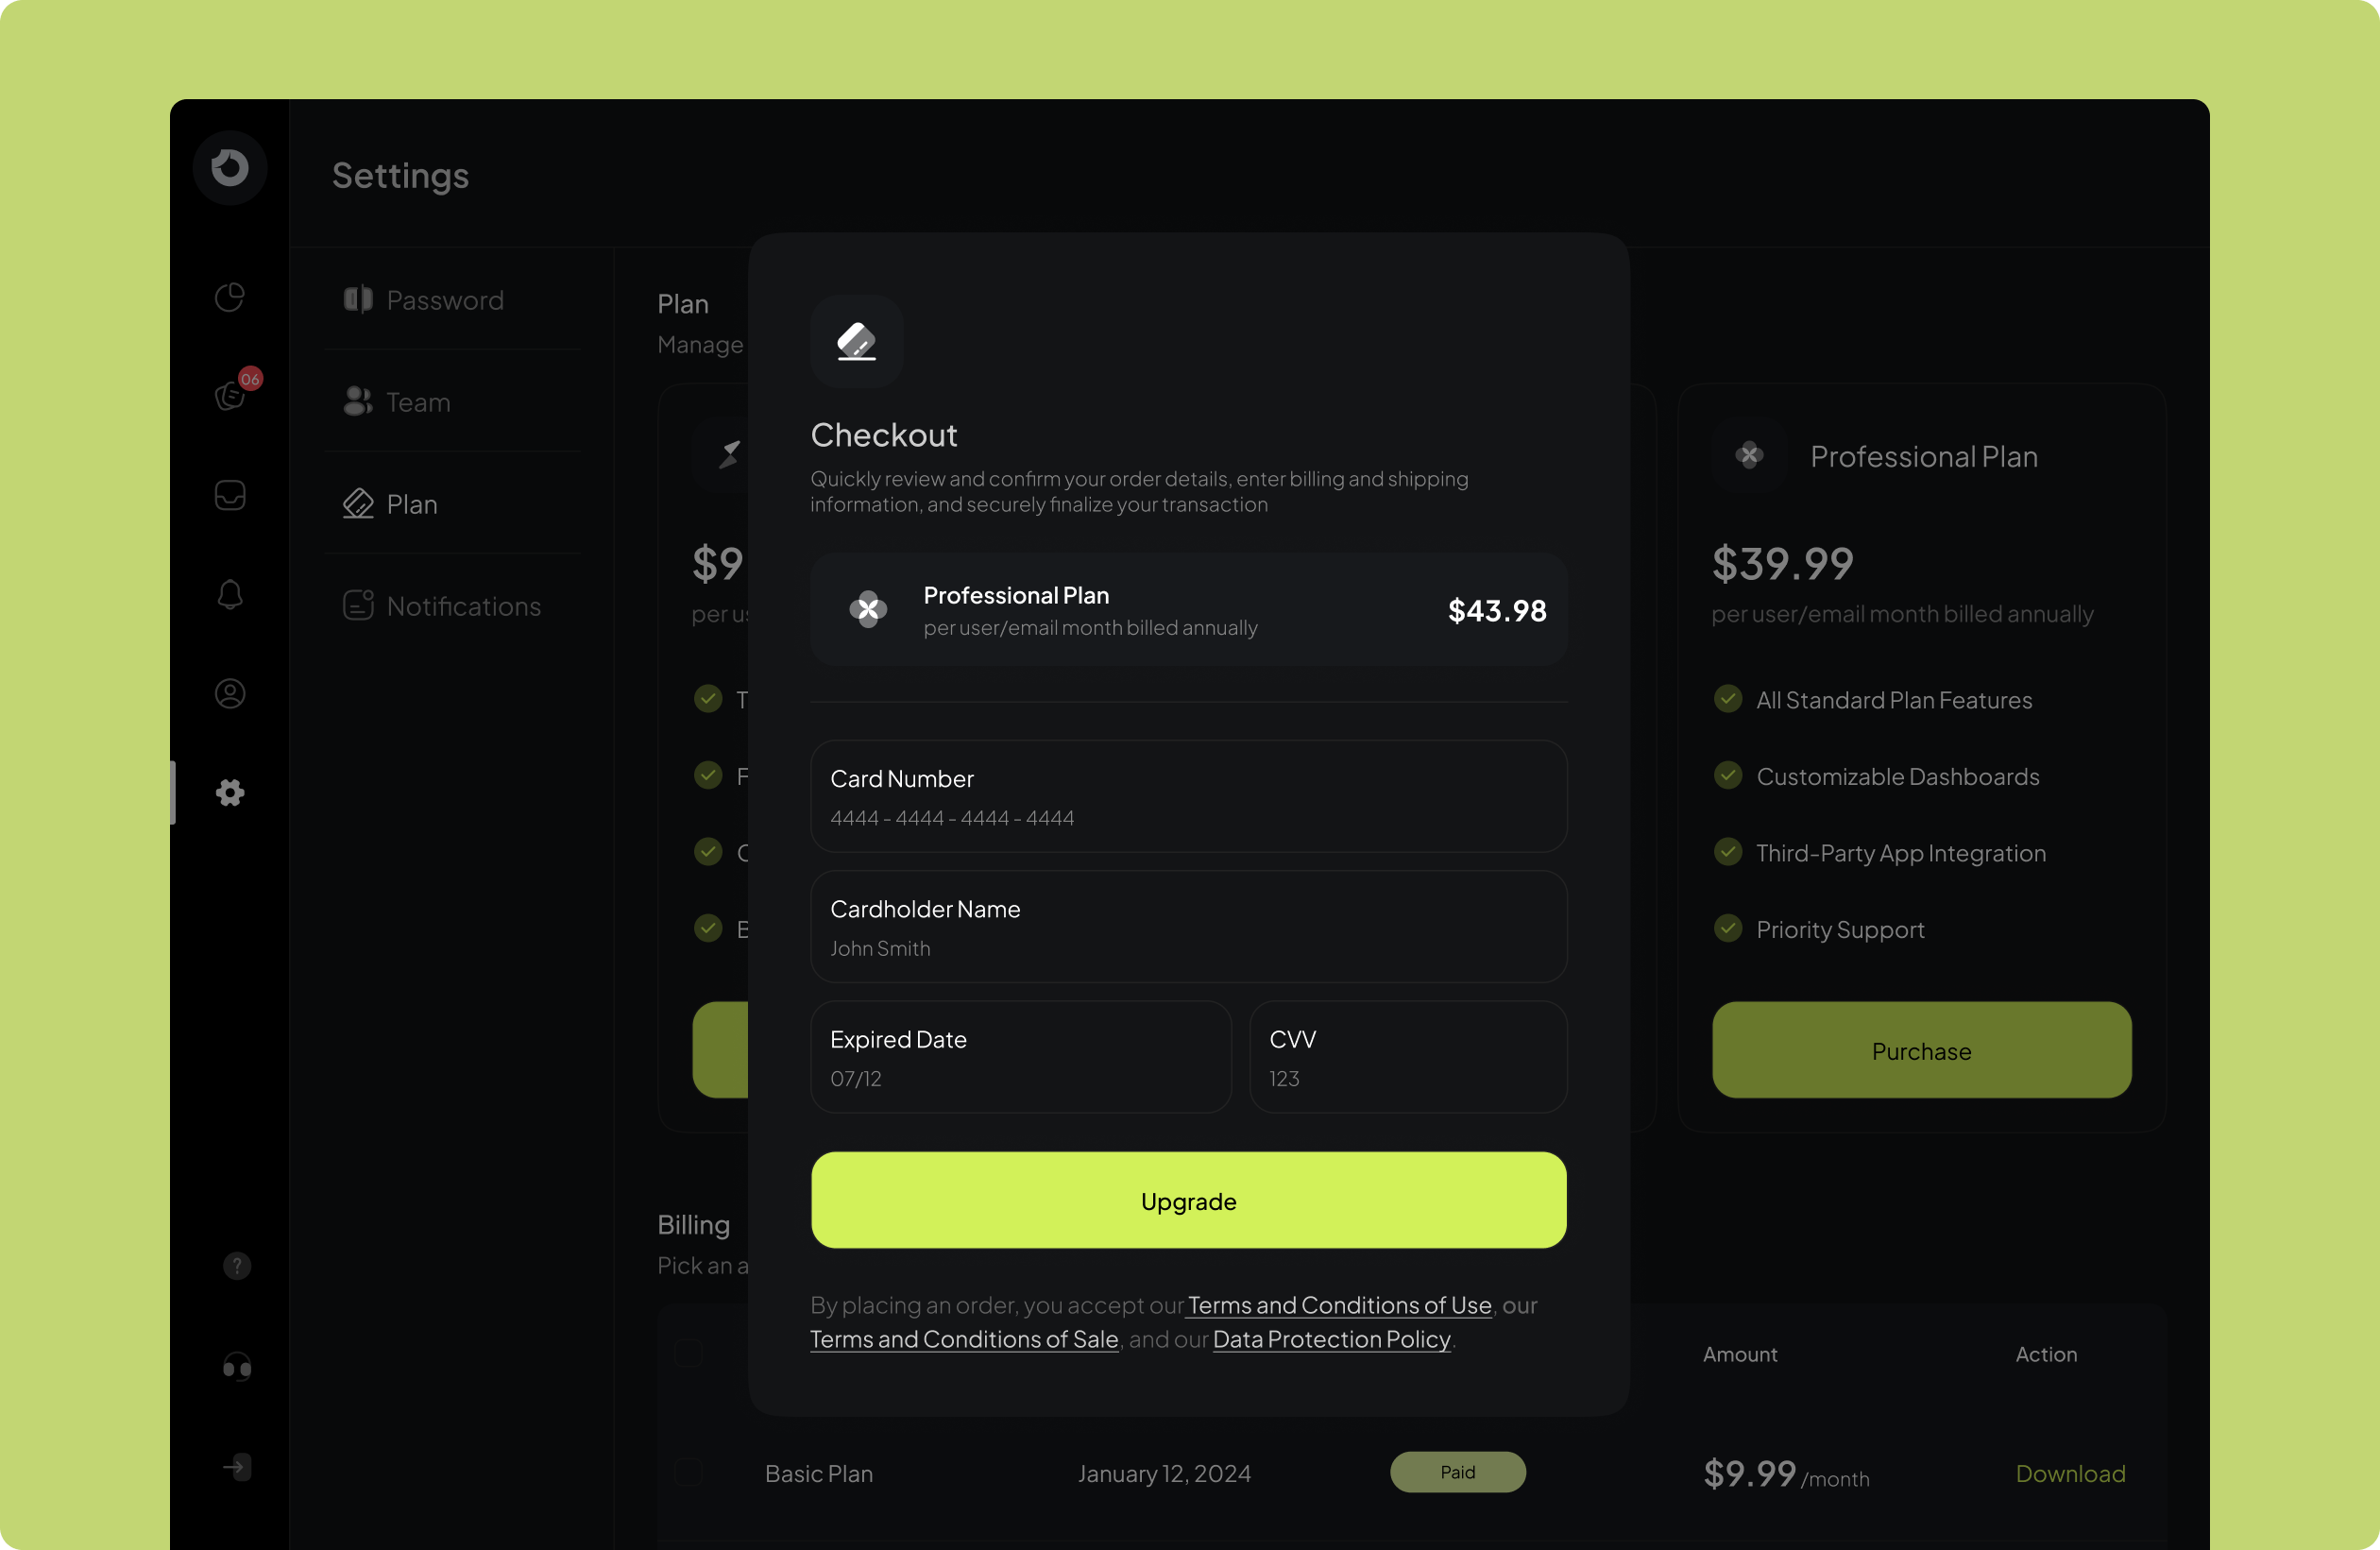 Settings
06
Password
Team
Plan
Notifications
Plan
Manage
$9
per us
Professional Plan
$39.99
per user/email month billed annually
All Standard Plan Features
Customizable Dashboards
Third-Party App Integration
Priority Support
Purchase
Checkout
Quickly review and confirm your order details, enter billing and shipping
information, and securely finalize your transaction
Professional Plan
per user/email month billed annually
$43.98
Card Number
4444 - 4444 - 4444 - 4444
Cardholder Name
John Smith
Expired Date
07/12
CVV
123
Upgrade
By placing an order, you accept our Terms and Conditions of Use, our
Terms and Conditions of Sale, and our Data Protection Policy.
Billing
Pick an a
Amount
Action
Basic Plan
January 12, 2024
Paid
$9.99 /month
Download